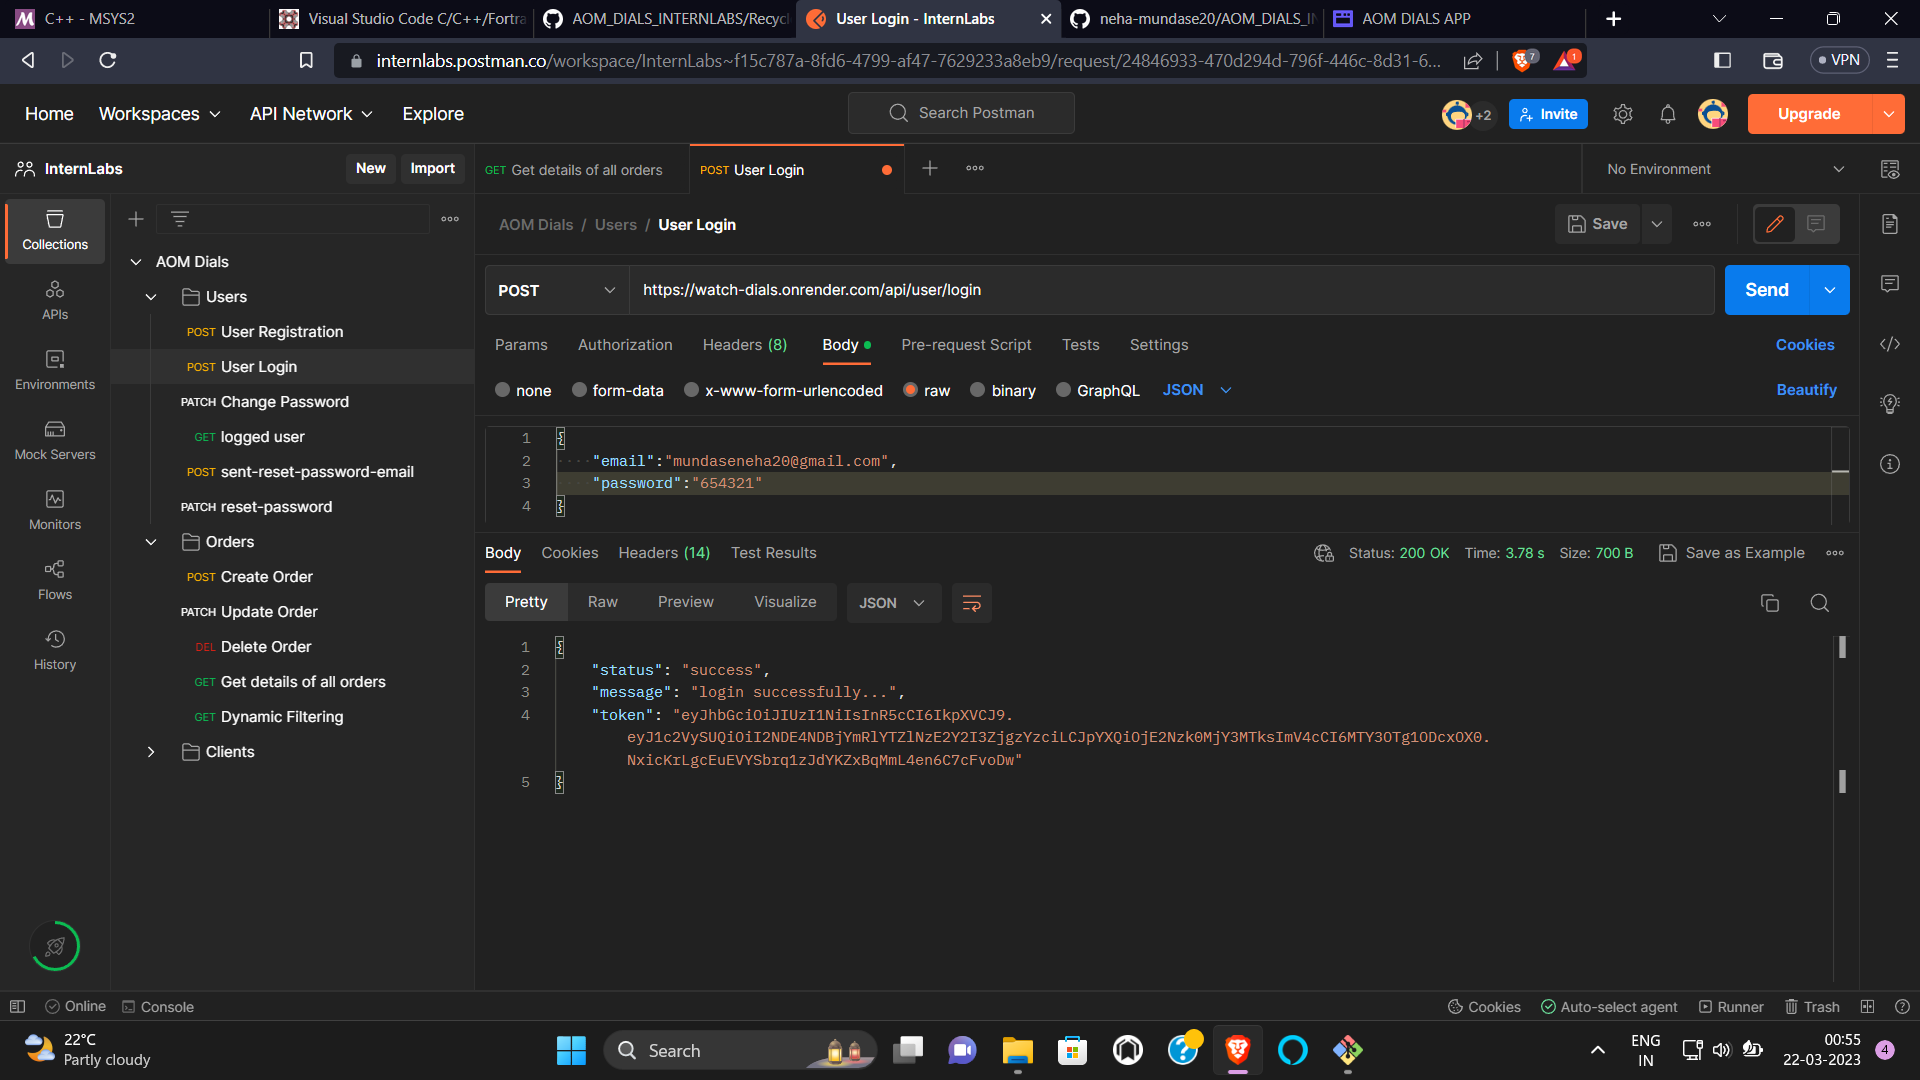 C++ - MSYS2
Visual Studio Code C/C++/Fortra
AOM_DIALS_INTERNLABS/Recycl
User Login - InternLabs
neha-mundase20/AOM_DIALS_IN
AOM DIALS APP
internlabs.postman.co/workspace/InternLabs~f15c787a-8fd6-4799-af47-7629233a8eb9/request/24846933-470d294d-796f-446c-8d31-6...
7
1
VPN
Home Workspaces API Network Explore
Search Postman
+2
Invite
Upgrade
InternLabs
New Import
GET Get details of all orders
POST User Login
No Environment
Collections
APIs
Environments
Mock Servers
Monitors
Flows
History
AOM Dials
Users
POST User Registration
POST User Login
PATCH Change Password
GET logged user
POST sent-reset-password-email
PATCH reset-password
Orders
POST Create Order
PATCH Update Order
DEL Delete Order
GET Get details of all orders
GET Dynamic Filtering
Clients
AOM Dials / Users / User Login
Save
POST
https://watch-dials.onrender.com/api/user/login
Send
Params Authorization Headers (8) Body Pre-request Script Tests Settings
Cookies
none form-data x-www-form-urlencoded raw binary GraphQL JSON
Beautify
1 {
2 "email":"mundaseneha20@gmail.com",
3 "password":"654321"
4 }
Body Cookies Headers (14) Test Results
Status: 200 OK Time: 3.78 s Size: 700 B
Save as Example
Pretty Raw Preview Visualize JSON
1 {
2 "status": "success",
3 "message": "login successfully...",
4 "token": "eyJhbGciOiJIUzI1NiIsInR5cCI6IkpXVCJ9.
eyJ1c2VySUQiOiI2NDE4NDBjYmRlYTZlNzE2Y2I3ZjgzYzciLCJpYXQiOjE2Nzk0MjY3MTksImV4cCI6MTY3OTg1ODcxOX0.
NxicKrLgcEuEVYSbrq1zJdYKZxBqMmL4en6C7cFvoDw"
5 }
Online Console
Cookies Auto-select agent Runner Trash
22°C
Partly cloudy
Search
ENG
IN
00:55
22-03-2023
4